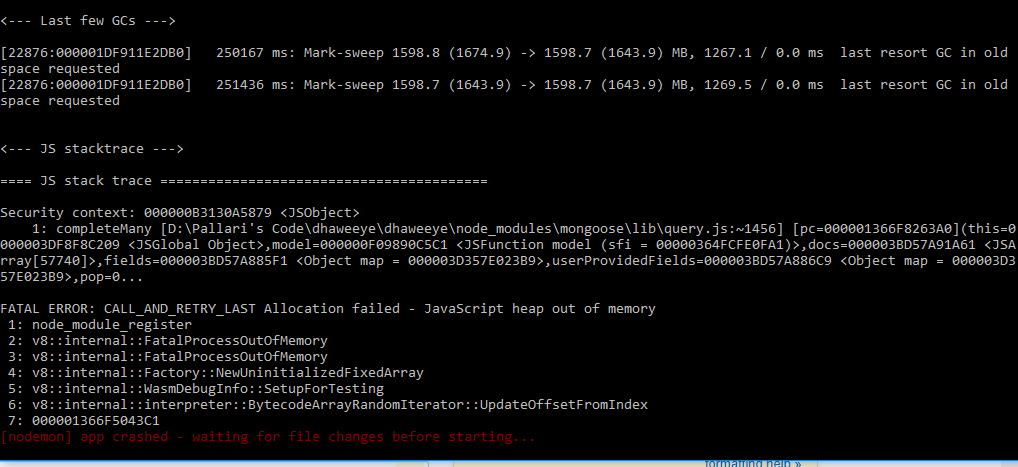 <--- Last few GCs --->
[22876:000001DF911E2DB0]   250167 ms: Mark-sweep 1598.8 (1674.9) -> 1598.7 (1643.9) MB, 1267.1 / 0.0 ms  last resort GC in old
space requested
[22876:000001DF911E2DB0]   251436 ms: Mark-sweep 1598.7 (1643.9) -> 1598.7 (1643.9) MB, 1269.5 / 0.0 ms  last resort GC in old
space requested
<--- JS stacktrace --->
==== JS stack trace =========================================
Security context: 000000B3130A5879 <JSObject>
    1: completeMany [D:\Pallari's Code\dhaweeye\dhaweeye\node_modules\mongoose\lib\query.js:~1456] [pc=000001366F8263A0](this=0
000003DF8F8C209 <JSGlobal Object>,model=000000F09890C5C1 <JSFunction model (sfi = 00000364FCFE0FA1)>,docs=000003BD57A91A61 <JSA
rray[57740]>,fields=000003BD57A885F1 <Object map = 000003D357E023B9>,userProvidedFields=000003BD57A886C9 <Object map = 000003D3
57E023B9>,pop=0...
FATAL ERROR: CALL_AND_RETRY_LAST Allocation failed - JavaScript heap out of memory
 1: node_module_register
 2: v8::internal::FatalProcessOutOfMemory
 3: v8::internal::FatalProcessOutOfMemory
 4: v8::internal::Factory::NewUninitializedFixedArray
 5: v8::internal::WasmDebugInfo::SetupForTesting
 6: v8::internal::interpreter::BytecodeArrayRandomIterator::UpdateOffsetFromIndex
 7: 000001366F5043C1
[nodemon] app crashed - waiting for file changes before starting...
formatting help »